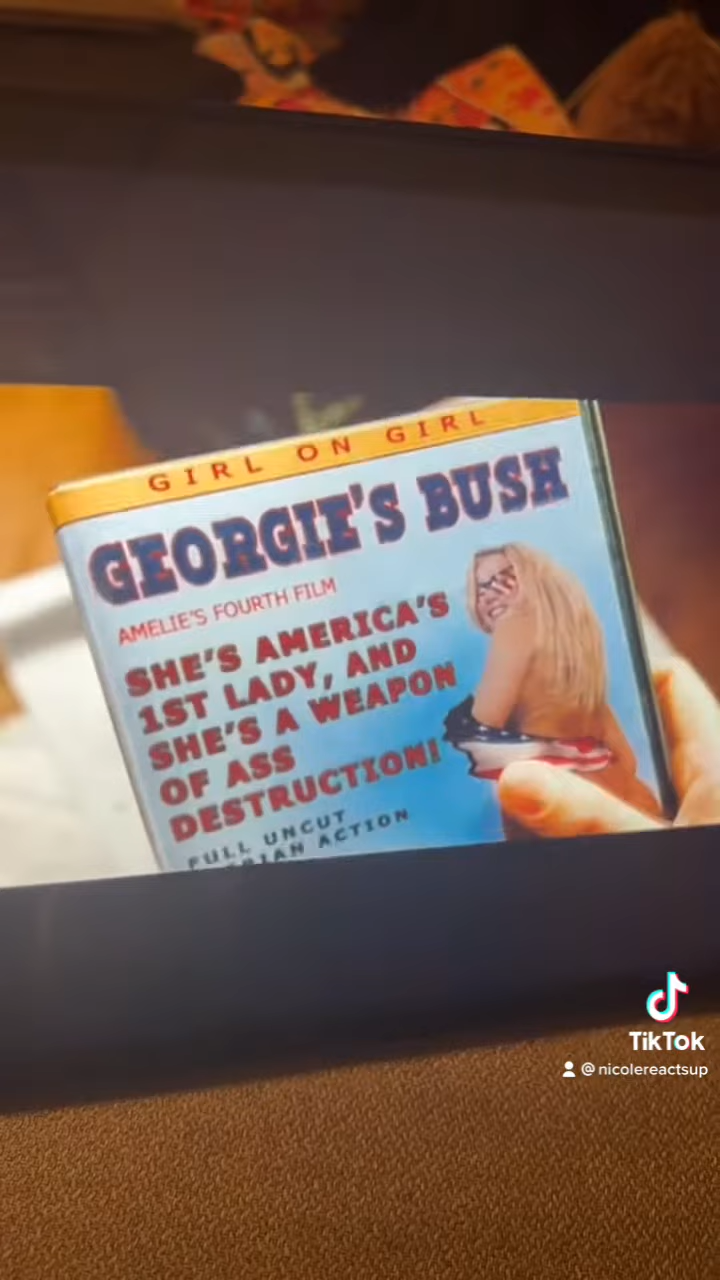 GIRL ON GIRL
GEORGIE'S BUSH
AMELIE'S FOURTH FILM
SHE'S AMERICA'S
1ST LADY, AND
SHE'S A WEAPON
OF ASS
DESTRUCTION!
FULL UNCUT
ACTION
TikTok
@nicolereactsup